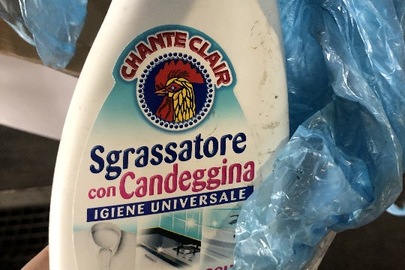 CHANTE CLAIR
Sgrassatore
con Candeggina
IGIENE UNIVERSALE